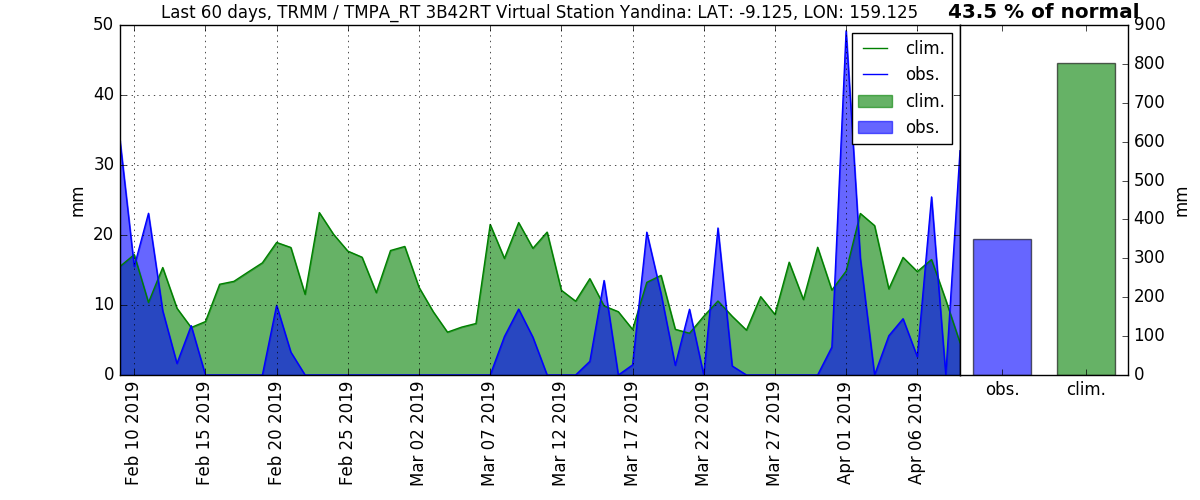 Last 60 days, TRMM / TMPA_RT 3B42RT Virtual Station Yandina: LAT: -9.125, LON: 159.125
43.5 % of normal
50
40
30
20
10
0
mm
clim.
obs.
clim.
obs.
900
800
700
600
500
400
300
200
100
0
mm
obs.
clim.
Feb 10 2019
Feb 15 2019
Feb 20 2019
Feb 25 2019
Mar 02 2019
Mar 07 2019
Mar 12 2019
Mar 17 2019
Mar 22 2019
Mar 27 2019
Apr 01 2019
Apr 06 2019